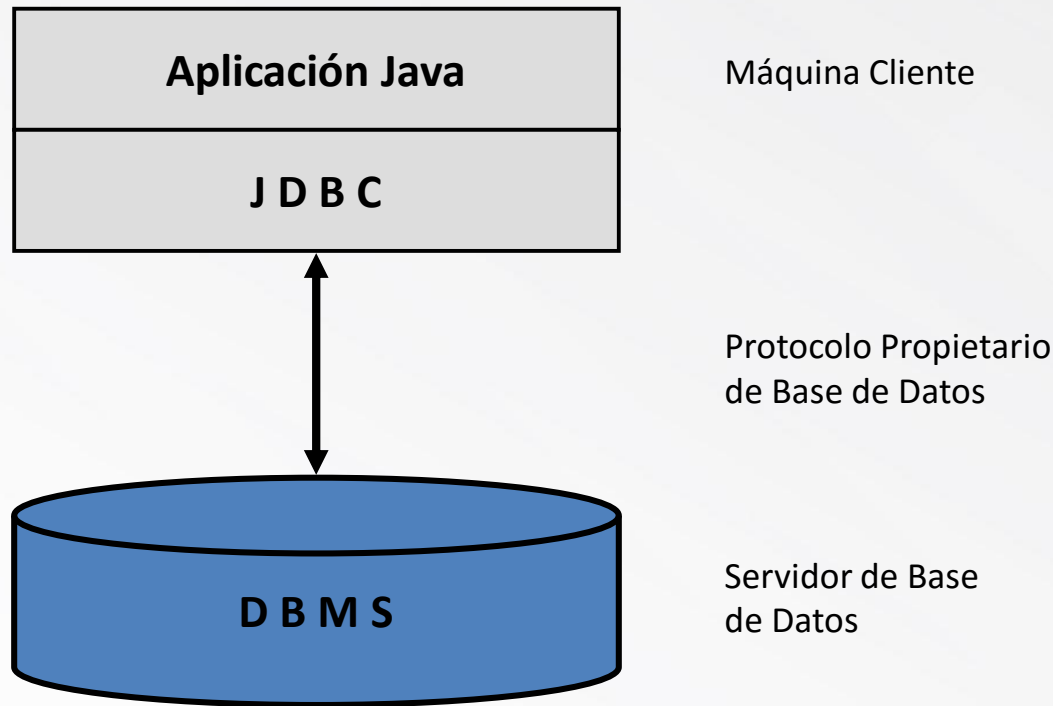 Aplicación Java
Máquina Cliente
J D B C
Protocolo Propietario
de Base de Datos
D B M S
Servidor de Base
de Datos